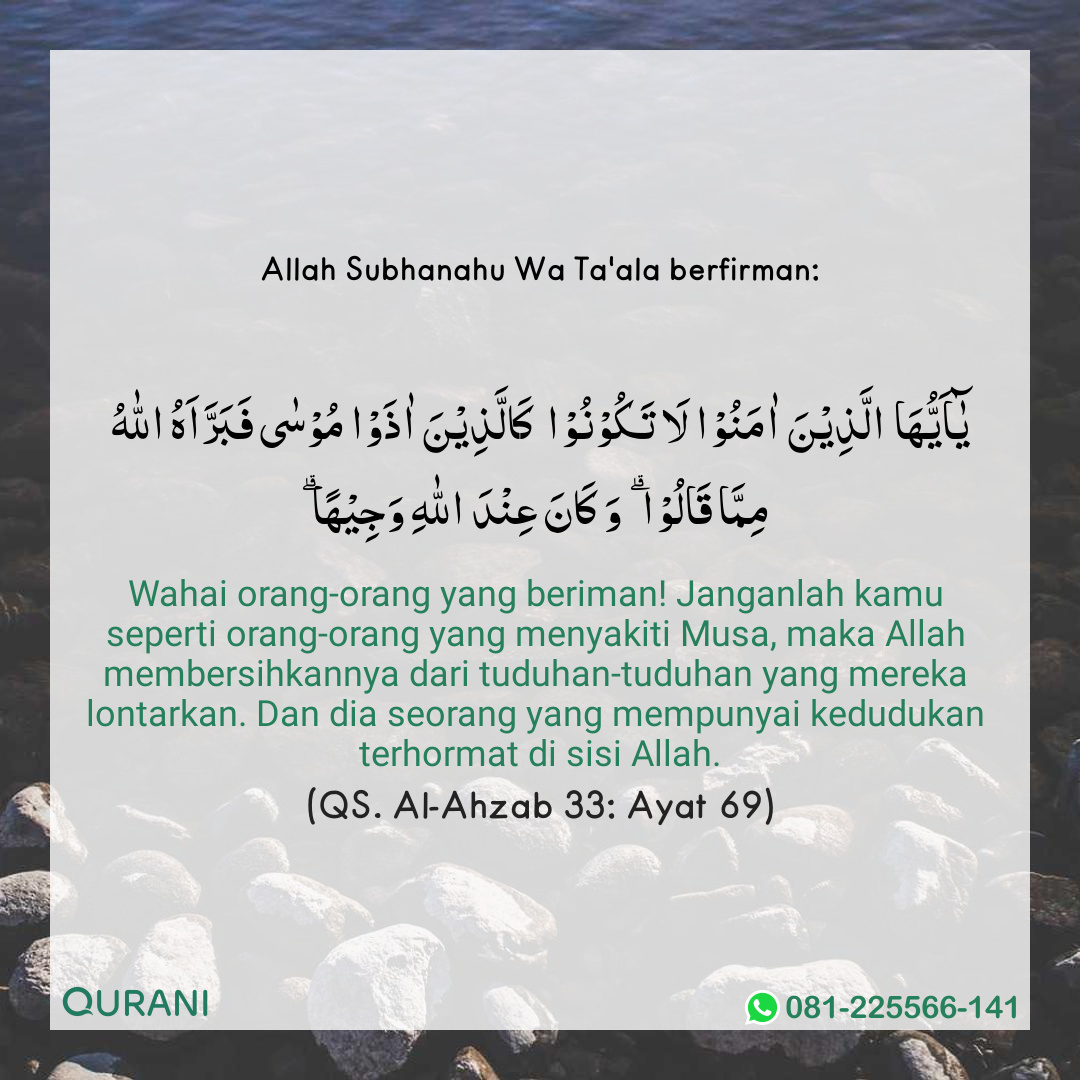 Allah Subhanahu Wa Ta'ala berfirman:
يٰۤاَيُّهَا الَّذِيْنَ اٰمَنُوْا لَا تَكُوْنُوْا كَالَّذِيْنَ اٰذَوْا مُوْسٰى فَبَرَّاَهُ اللّٰهُ
مِمَّا قَالُوْا ۗ وَكَانَ عِنْدَ اللّٰهِ وَجِيْهًا ۗ
Wahai orang-orang yang beriman! Janganlah kamu
seperti orang-orang yang menyakiti Musa, maka Allah
membersihkannya dari tuduhan-tuduhan yang mereka
lontarkan. Dan dia seorang yang mempunyai kedudukan
terhormat di sisi Allah.
(QS. Al-Ahzab 33: Ayat 69)
QURANI
081-225566-141